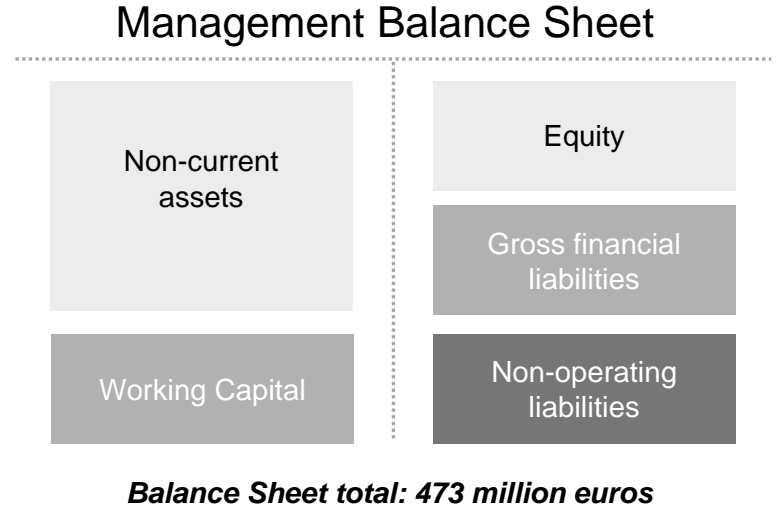 Management Balance Sheet
Non-current
assets
Working Capital
Equity
Gross financial
liabilities
Non-operating
liabilities
Balance Sheet total: 473 million euros